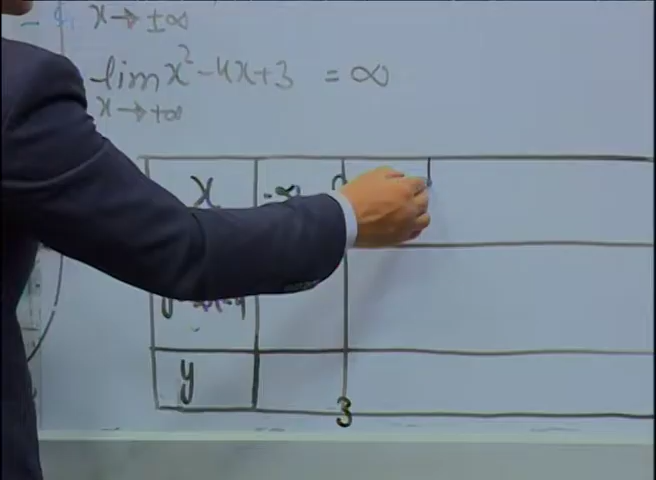 x → ±∞
lim x² - 4x + 3 = ∞
x → +∞
x -∞
y
3